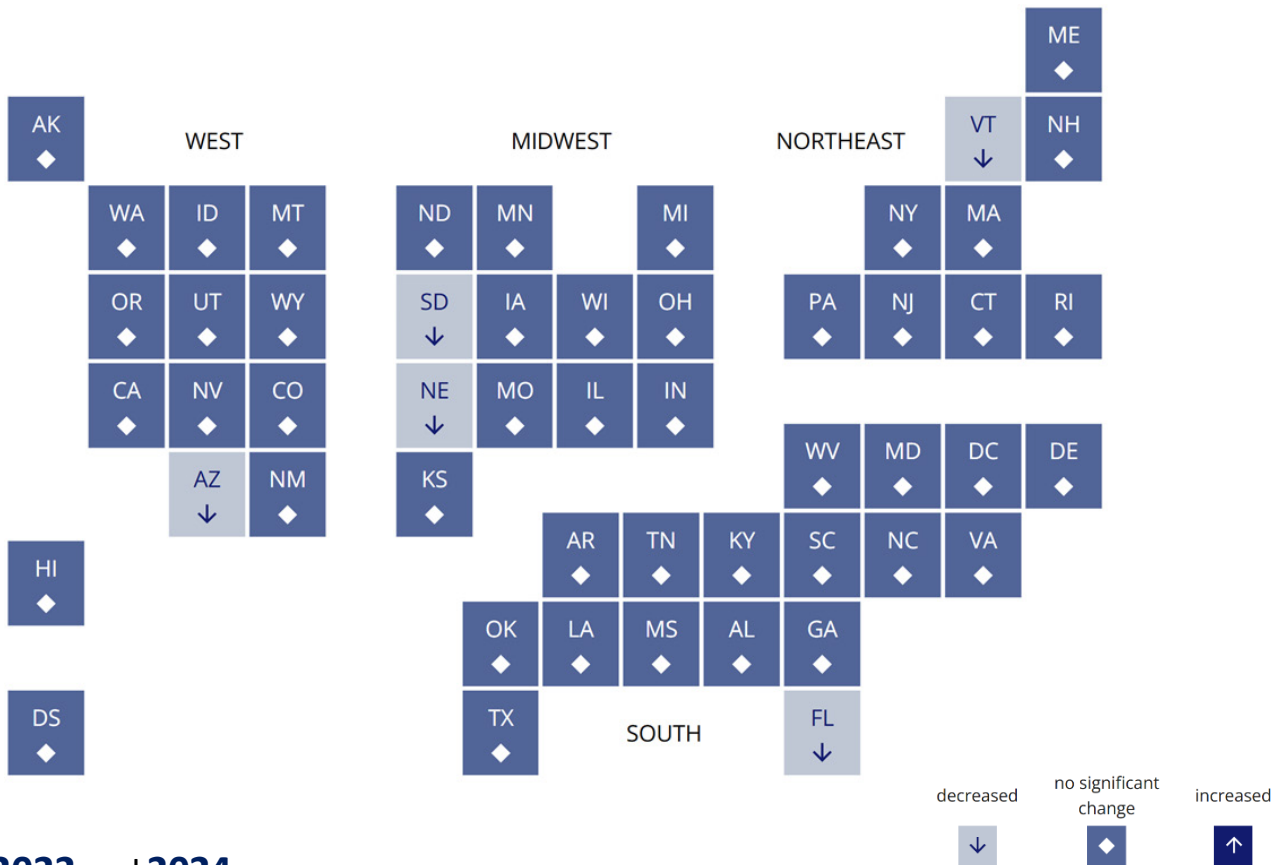 ME
AK
WEST
MIDWEST
NORTHEAST
VT
NH
WA ID MT
ND MN MI
NY MA
OR UT WY
SD IA WI OH
PA NJ CT RI
CA NV CO
NE MO IL IN
WV MD DC DE
AZ NM
KS
AR TN KY SC NC VA
HI
OK LA MS AL GA
DS
TX
SOUTH
FL
decreased
no significant
change
increased